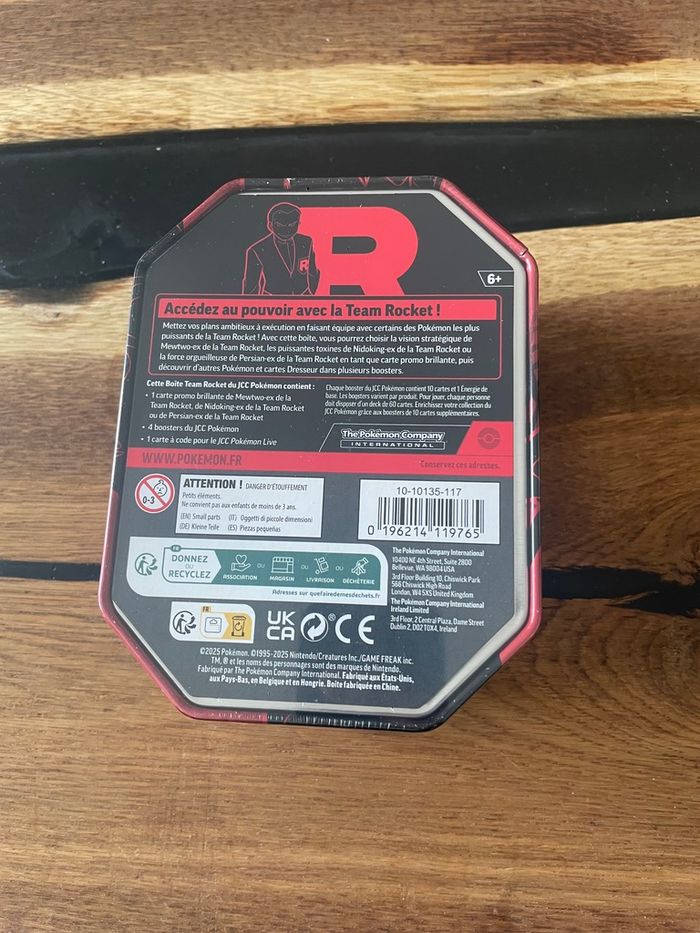 R
R
6+
Accédez au pouvoir avec la Team Rocket !
Mettez vos plans ambitieux à exécution en faisant équipe avec certains des Pokémon les plus
puissants de la Team Rocket ! Avec cette boîte, vous pourrez choisir la vision stratégique de
Mewtwo-ex de la Team Rocket, les puissantes toxines de Nidoking-ex de la Team Rocket ou
la force orgueilleuse de Persian-ex de la Team Rocket en tant que carte promo brillante, puis
découvrir d'autres Pokémon et cartes Dresseur dans plusieurs boosters.
Cette Boîte Team Rocket du JCC Pokémon contient :
• 1 carte promo brillante de Mewtwo-ex de la
Team Rocket, de Nidoking-ex de la Team Rocket
ou de Persian-ex de la Team Rocket
• 4 boosters du JCC Pokémon
• 1 carte à code pour le JCC Pokémon Live
Chaque booster du JCC Pokémon contient 10 cartes et 1 Énergie de
base. Les boosters varient par produit. Pour jouer, chaque personne
doit disposer d'un deck de 60 cartes. Enrichissez votre collection du
JCC Pokémon grâce aux boosters de 10 cartes supplémentaires.
The Pokémon Company
INTERNATIONAL
WWW.POKEMON.FR
Conservez ces adresses.
0-3
ATTENTION ! DANGER D'ÉTOUFFEMENT
Petits éléments.
Ne convient pas aux enfants de moins de 3 ans.
(EN) Small parts (IT) Oggetti di piccole dimensioni
(DE) Kleine Teile (ES) Piezas pequeñas
10-10135-117
0 196214 119765
FR
DONNEZ
OU
RECYCLEZ
ASSOCIATION OU MAGASIN OU LIVRAISON OU DÉCHÈTERIE
Adresses sur quefairedemesdechets.fr
The Pokémon Company International
10400 NE 4th Street, Suite 2800
Bellevue, WA 98004 USA
3rd Floor Building 10, Chiswick Park
566 Chiswick High Road
London, W4 5XS United Kingdom
The Pokémon Company International
Ireland Limited
3rd Floor, 2 Central Plaza, Dame Street
Dublin 2, D02 T0X4, Ireland
FR
UK
CA
CE
©2025 Pokémon. ©1995-2025 Nintendo/Creatures Inc./GAME FREAK inc.
TM, ® et les noms des personnages sont des marques de Nintendo.
Fabriqué par The Pokémon Company International. Fabriqué aux États-Unis,
aux Pays-Bas, en Belgique et en Hongrie. Boîte fabriquée en Chine.